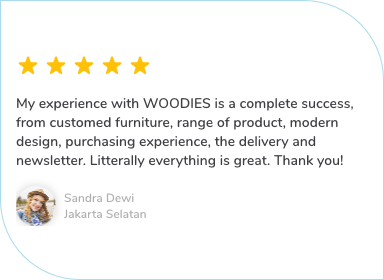 My experience with WOODIES is a complete success,
from customed furniture, range of product, modern
design, purchasing experience, the delivery and
newsletter. Litterally everything is great. Thank you!
Sandra Dewi
Jakarta Selatan